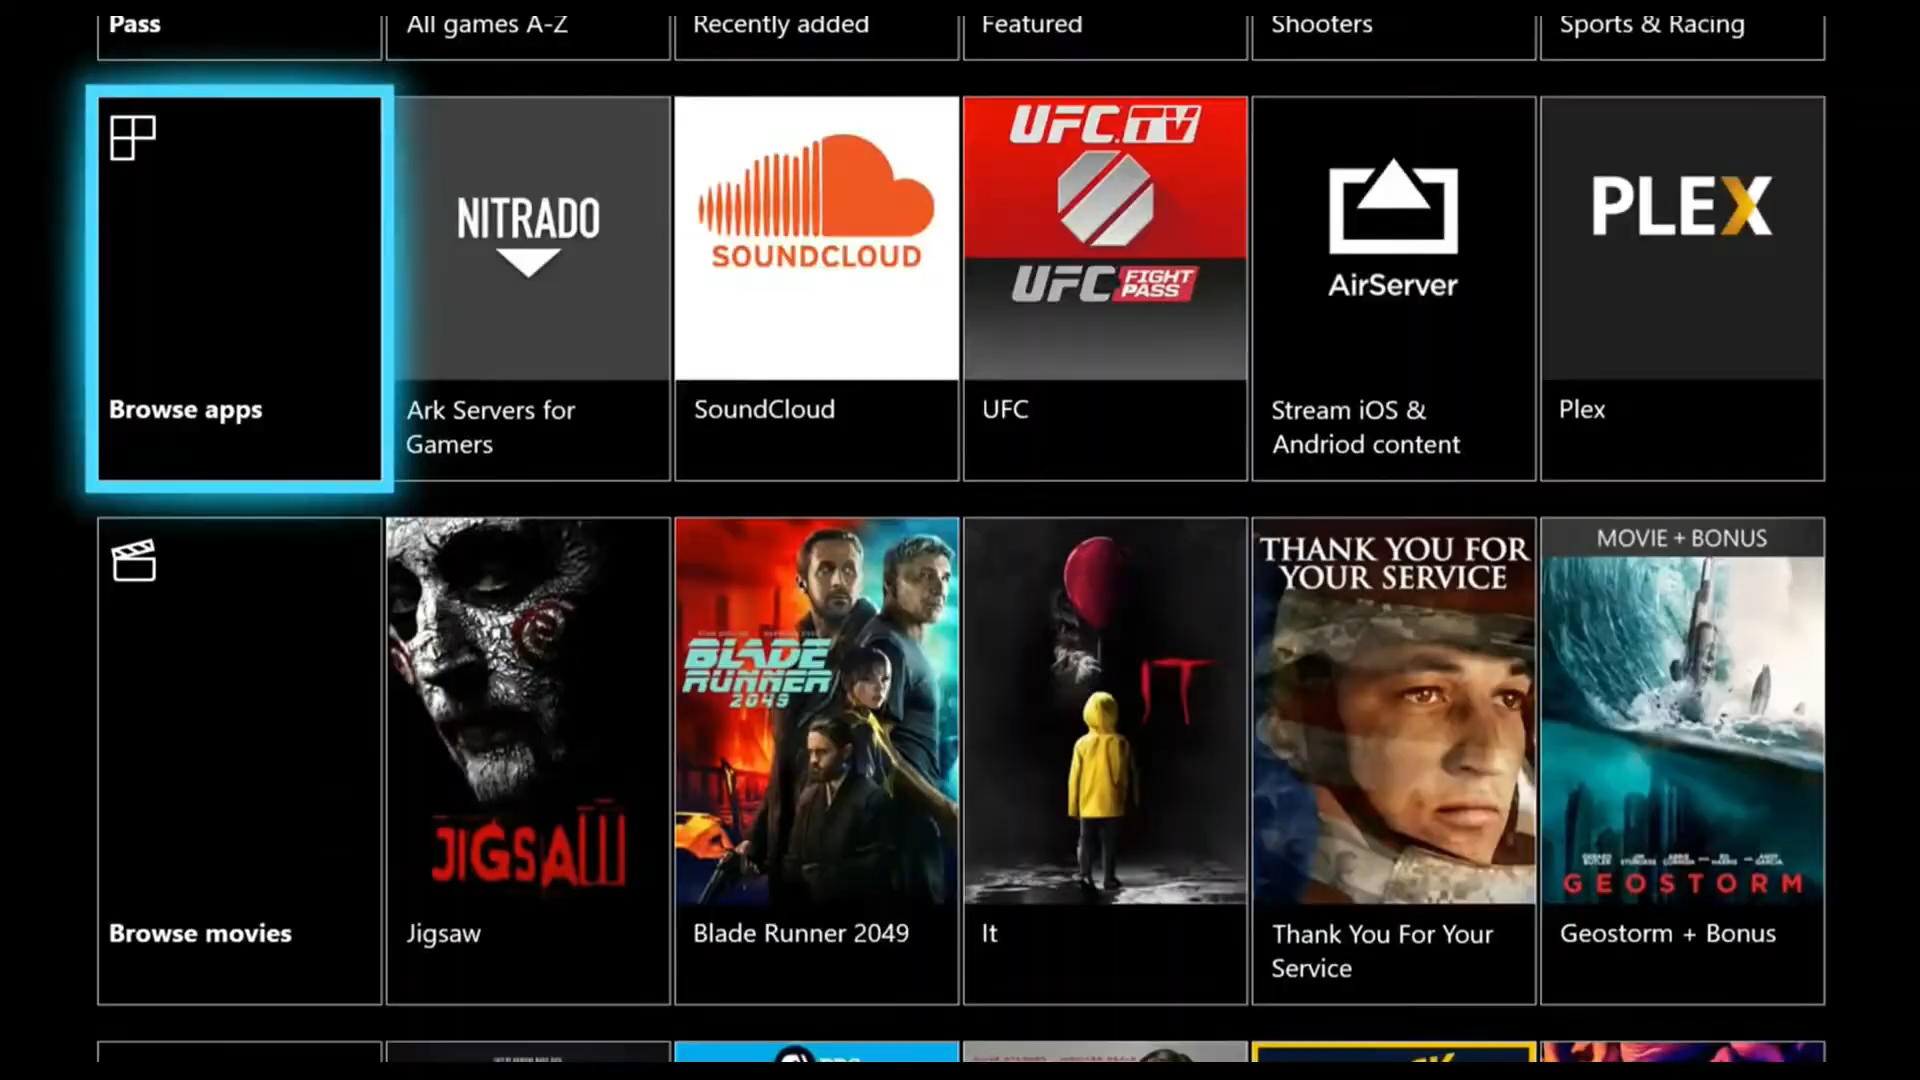 Pass
All games A-Z
Recently added
Featured
Shooters
Sports & Racing
NITRADO
SOUNDCLOUD
UFC.TV
UFC FIGHT PASS
AirServer
PLEX
Browse apps
Ark Servers for
Gamers
SoundCloud
UFC
Stream iOS &
Andriod content
Plex
JIGSAW
BLADE
RUNNER
2049
IT
THANK YOU FOR
YOUR SERVICE
MOVIE + BONUS
GEOSTORM
Browse movies
Jigsaw
Blade Runner 2049
It
Thank You For Your
Service
Geostorm + Bonus